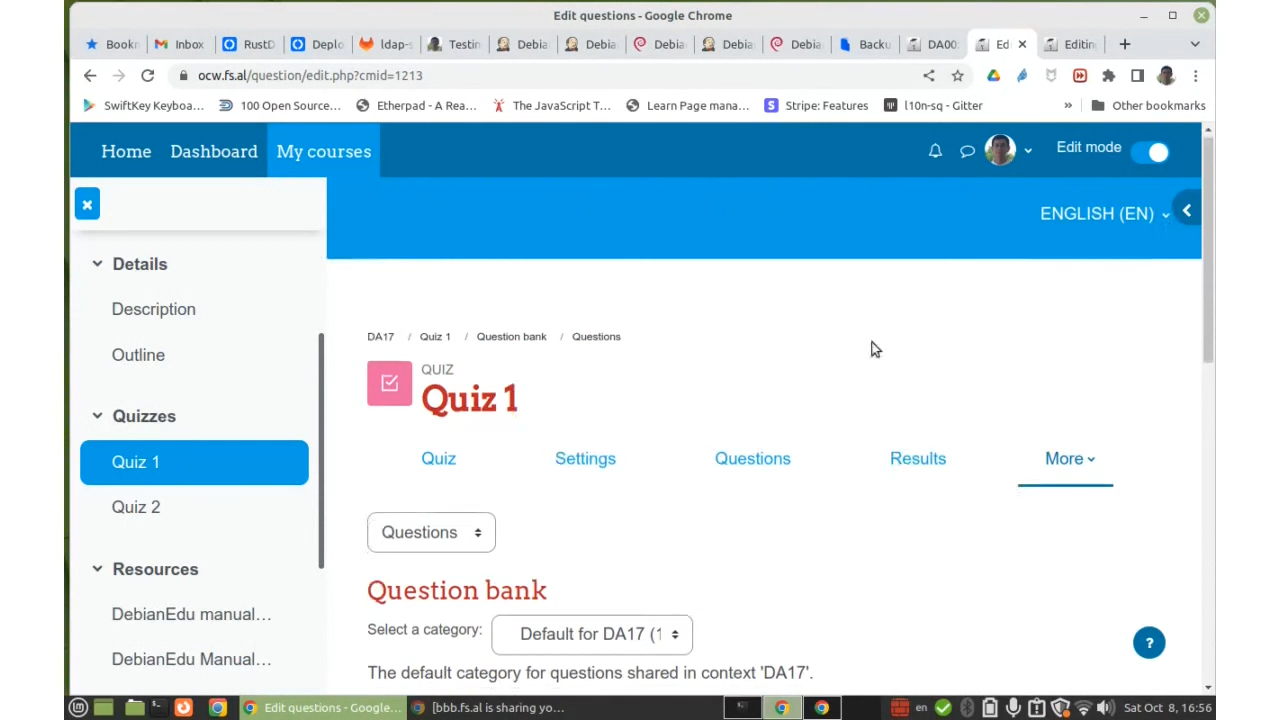 Edit questions - Google Chrome
Bookr Inbox RustD Deplo ldap-s Testin Debia Debia Debia Debia Debia Backu DA00 Ed Editin
ocw.fs.al/question/edit.php?cmid=1213
SwiftKey Keyboa... 100 Open Source... Etherpad - A Rea... The JavaScript T... Learn Page mana... Stripe: Features l10n-sq - Gitter » Other bookmarks
Home Dashboard My courses Edit mode
ENGLISH (EN)
Details
Description
Outline
Quizzes
Quiz 1
Quiz 2
Resources
DebianEdu manual...
DebianEdu Manual...
DA17 / Quiz 1 / Question bank / Questions
QUIZ
Quiz 1
Quiz Settings Questions Results More
Questions
Question bank
Select a category: Default for DA17 (1
The default category for questions shared in context 'DA17'.
?
Edit questions - Google Chrome... [bbb.fs.al is sharing yo... en Sat Oct 8, 16:56